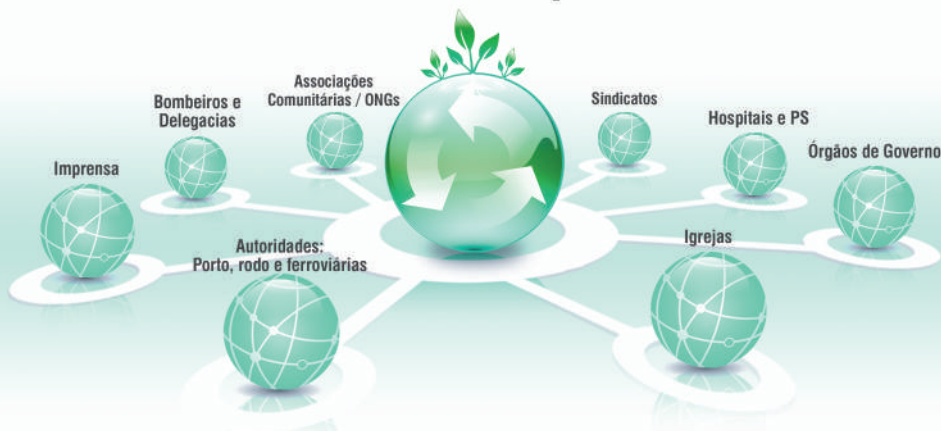 Associações
Comunitárias / ONGs
Bombeiros e
Delegacias
Sindicatos
Hospitais e PS
Imprensa
Órgãos de Governo
Autoridades:
Porto, rodo e ferroviárias
Igrejas